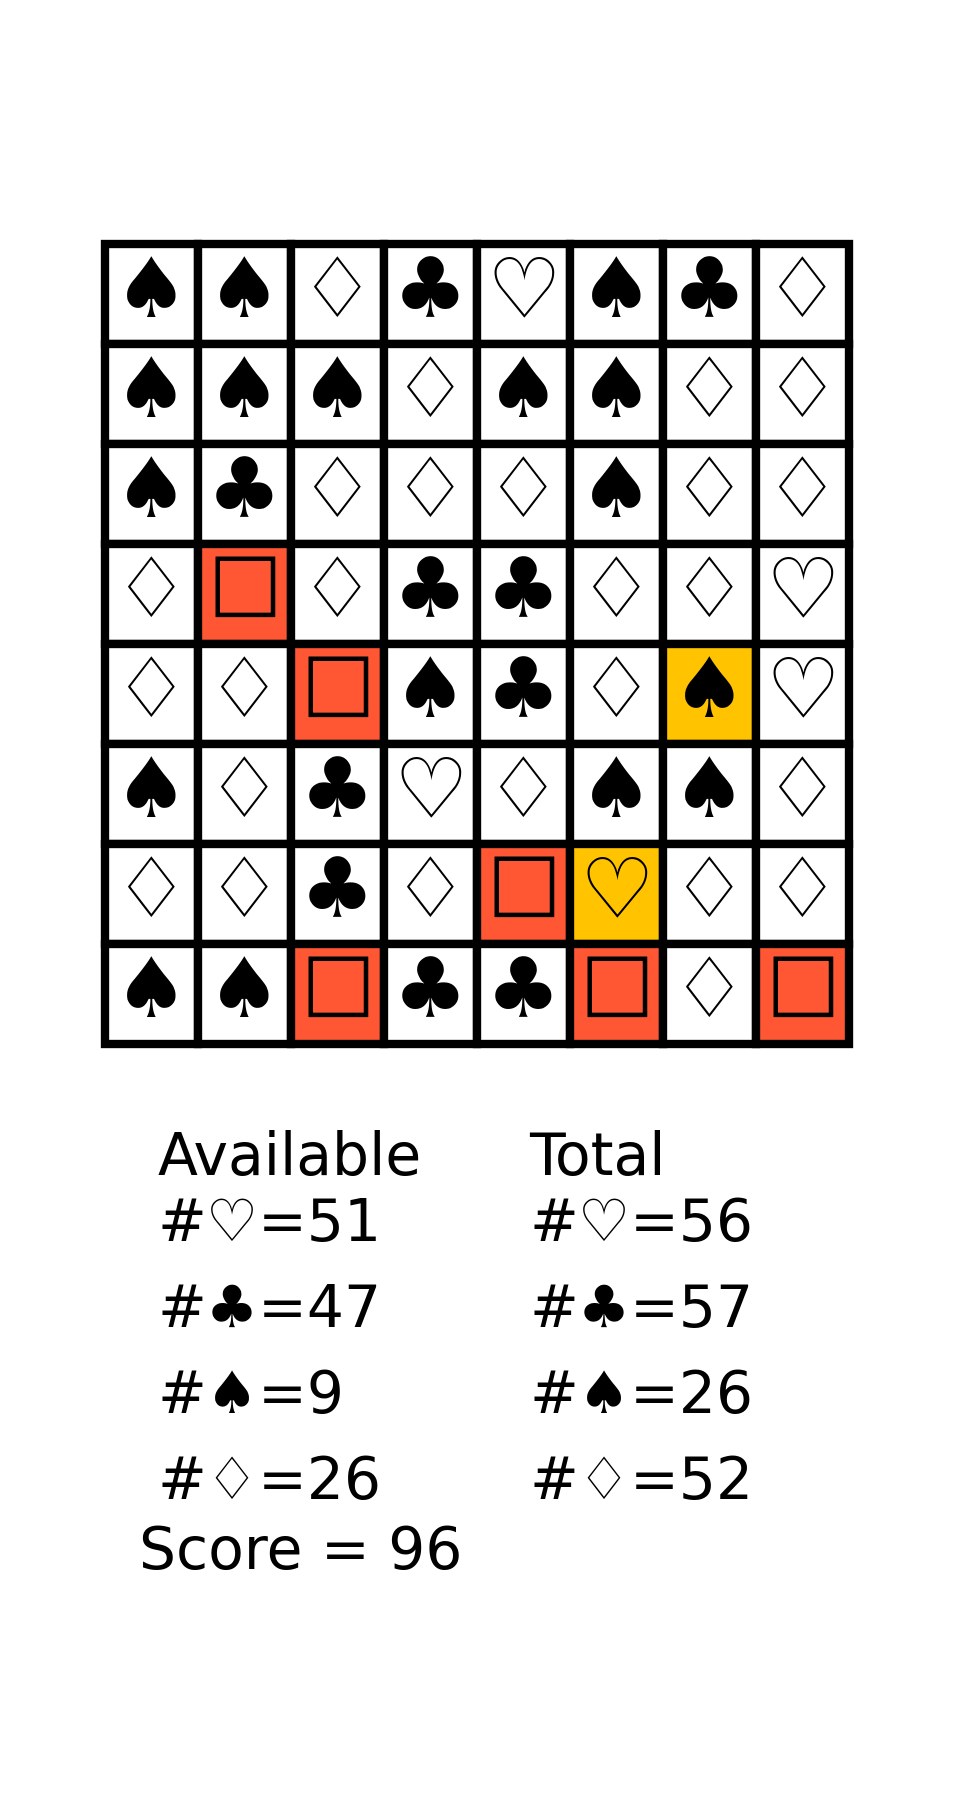 ♠ ♠ ♢ ♣ ♡ ♠ ♣ ♢
♠ ♠ ♠ ♢ ♠ ♠ ♢ ♢
♠ ♣ ♢ ♢ ♢ ♠ ♢ ♢
♢ □ ♢ ♣ ♣ ♢ ♢ ♡
♢ ♢ □ ♠ ♣ ♢ ♠ ♡
♠ ♢ ♣ ♡ ♢ ♠ ♠ ♢
♢ ♢ ♣ ♢ □ ♡ ♢ ♢
♠ ♠ □ ♣ ♣ □ ♢ □
Available Total
#♡=51 #♡=56
#♣=47 #♣=57
#♠=9 #♠=26
#♢=26 #♢=52
Score = 96